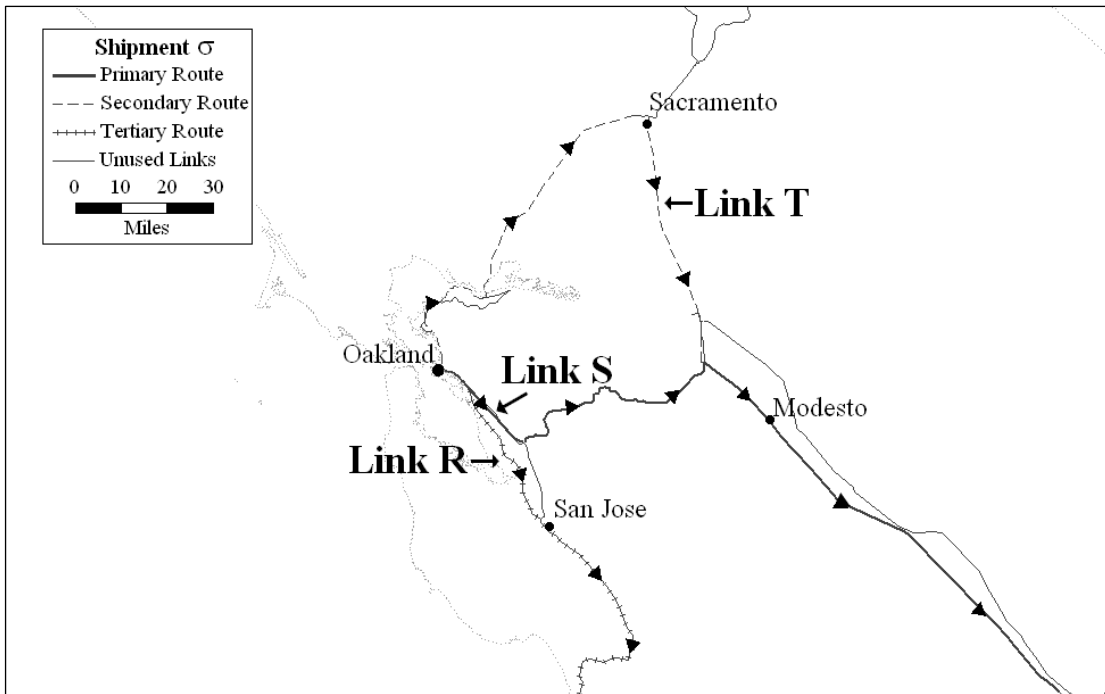 Shipment σ
Primary Route
Secondary Route
Tertiary Route
Unused Links
0 10 20 30
Miles
Sacramento
←Link T
Oakland
Link S
Modesto
Link R→
San Jose